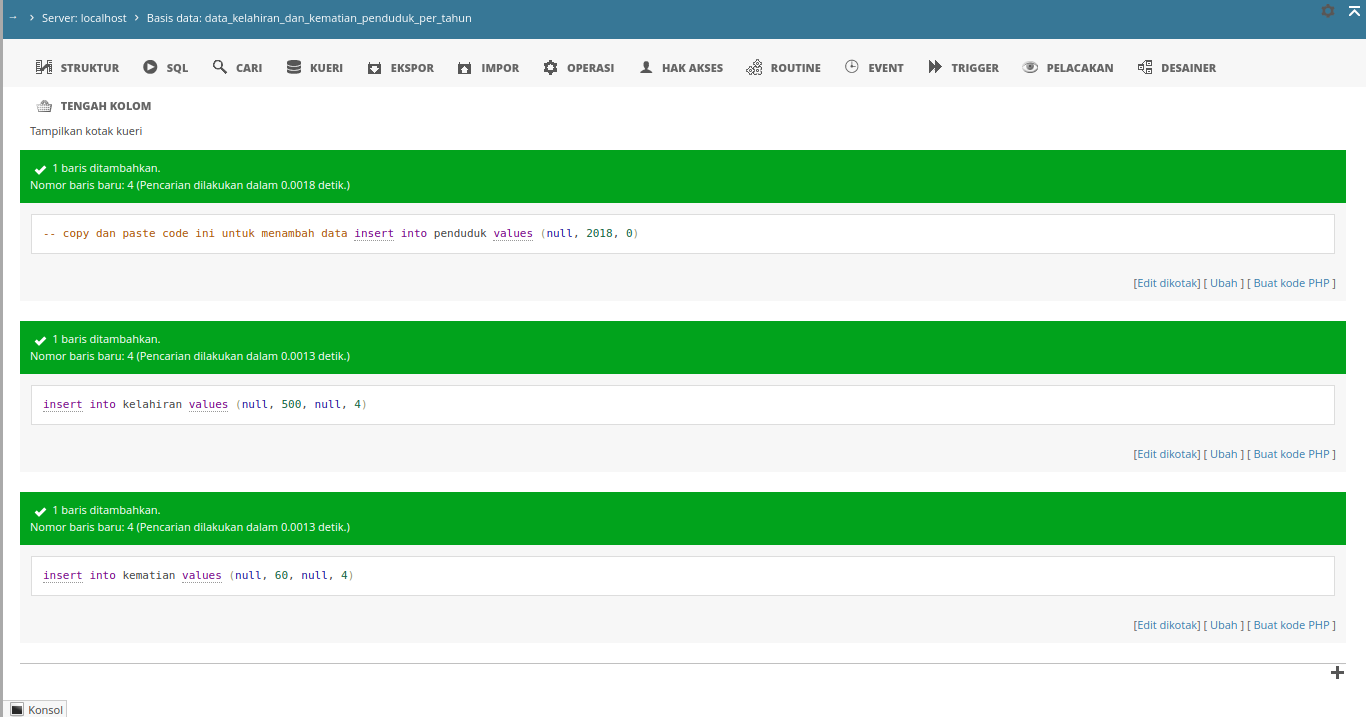 → › Server: localhost › Basis data: data_kelahiran_dan_kematian_penduduk_per_tahun
STRUKTUR SQL CARI KUERI EKSPOR IMPOR OPERASI HAK AKSES ROUTINE EVENT TRIGGER PELACAKAN DESAINER
TENGAH KOLOM
Tampilkan kotak kueri
1 baris ditambahkan.
Nomor baris baru: 4 (Pencarian dilakukan dalam 0.0018 detik.)
-- copy dan paste code ini untuk menambah data insert into penduduk values (null, 2018, 0)
[Edit dikotak] [ Ubah ] [ Buat kode PHP ]
1 baris ditambahkan.
Nomor baris baru: 4 (Pencarian dilakukan dalam 0.0013 detik.)
insert into kelahiran values (null, 500, null, 4)
[Edit dikotak] [ Ubah ] [ Buat kode PHP ]
1 baris ditambahkan.
Nomor baris baru: 4 (Pencarian dilakukan dalam 0.0013 detik.)
insert into kematian values (null, 60, null, 4)
[Edit dikotak] [ Ubah ] [ Buat kode PHP ]
Konsol